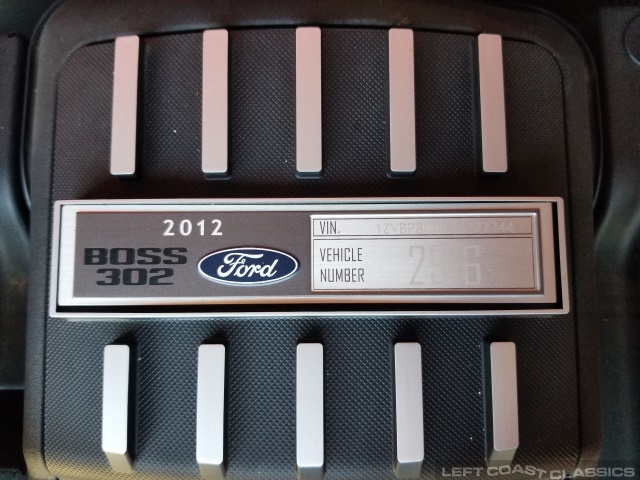 2012
BOSS
302
Ford
VIN.
VEHICLE
NUMBER
LEFT COAST CLASSICS